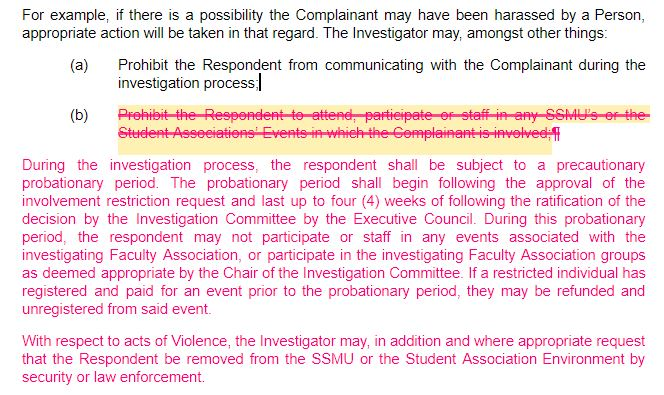 For example, if there is a possibility the Complainant may have been harassed by a Person,
appropriate action will be taken in that regard. The Investigator may, amongst other things:
(a) Prohibit the Respondent from communicating with the Complainant during the
investigation process;
(b) Prohibit the Respondent to attend, participate or staff in any SSMU's or the
Student Associations' Events in which the Complainant is involved;¶
During the investigation process, the respondent shall be subject to a precautionary
probationary period. The probationary period shall begin following the approval of the
involvement restriction request and last up to four (4) weeks of following the ratification of the
decision by the Investigation Committee by the Executive Council. During this probationary
period, the respondent may not participate or staff in any events associated with the
investigating Faculty Association, or participate in the investigating Faculty Association groups
as deemed appropriate by the Chair of the Investigation Committee. If a restricted individual has
registered and paid for an event prior to the probationary period, they may be refunded and
unregistered from said event.
With respect to acts of Violence, the Investigator may, in addition and where appropriate request
that the Respondent be removed from the SSMU or the Student Association Environment by
security or law enforcement.